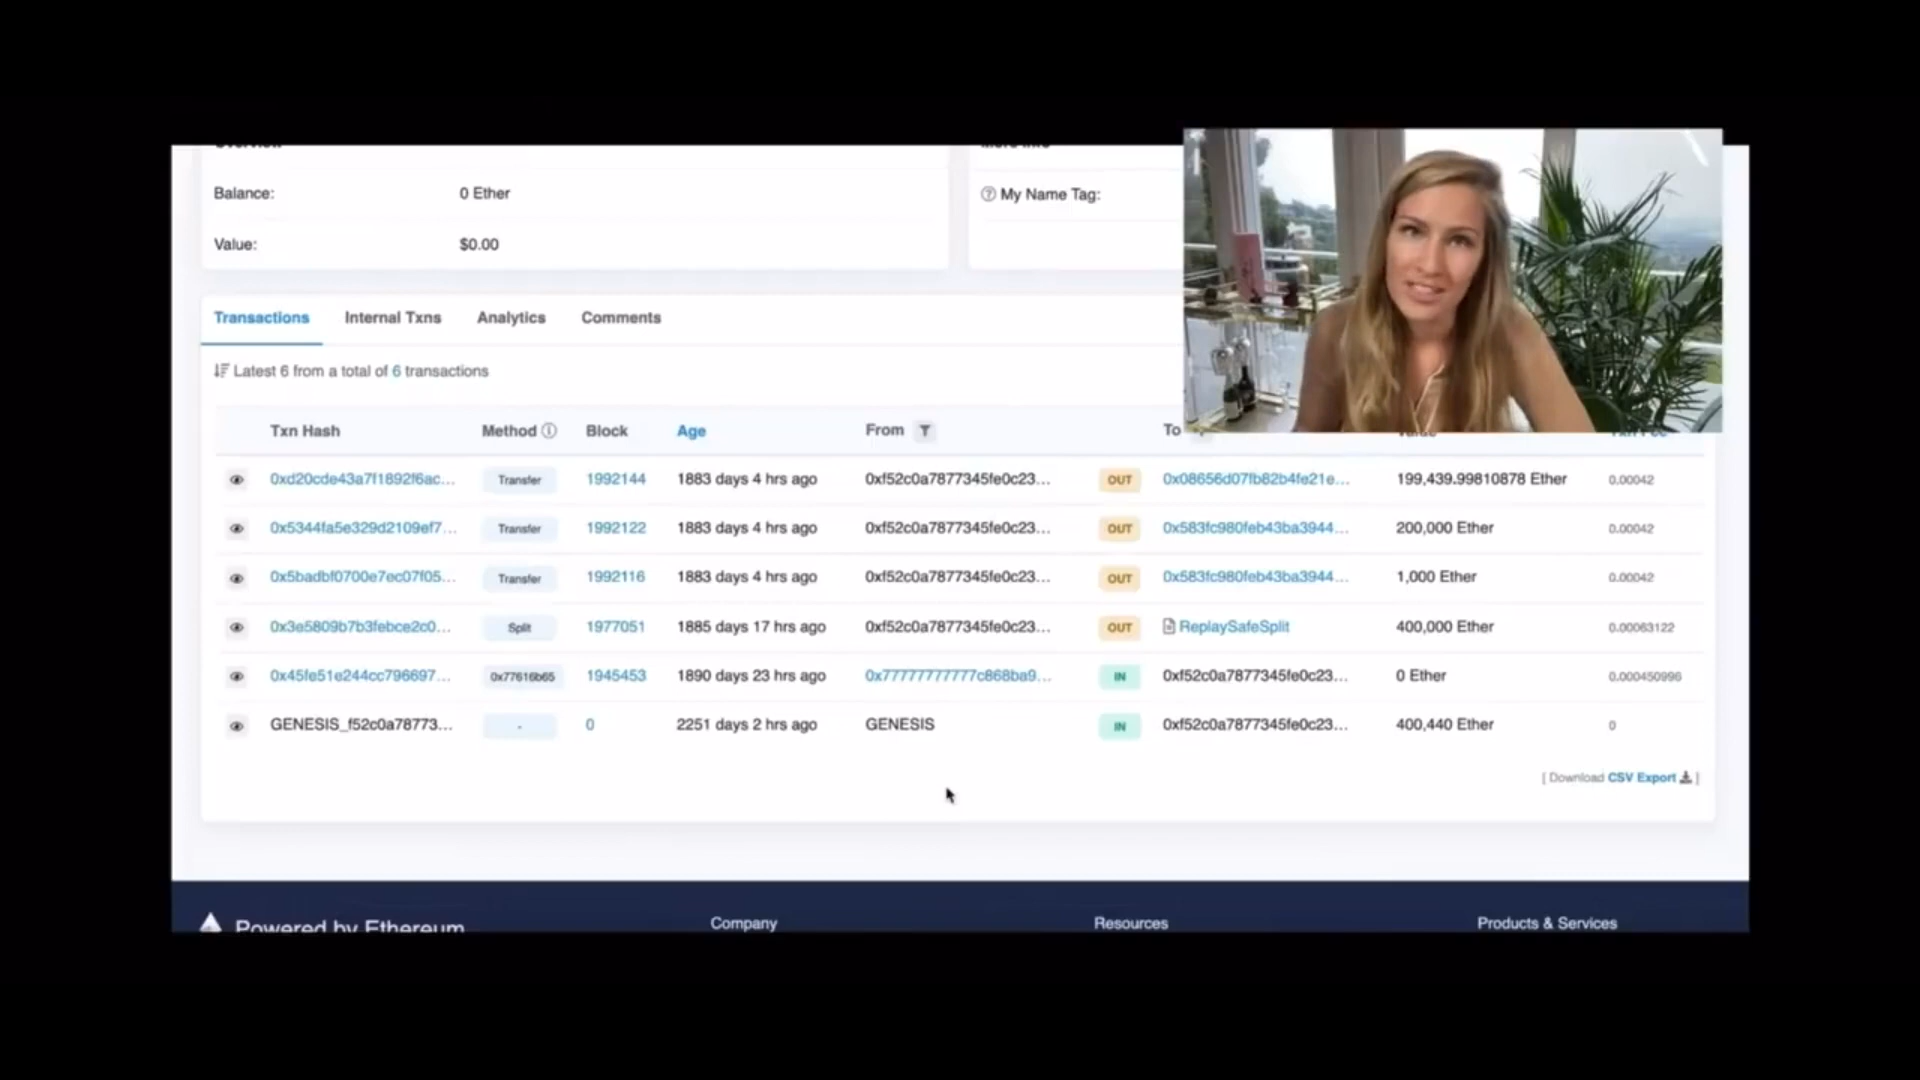 Balance: 0 Ether
My Name Tag:
Value: $0.00
Transactions Internal Txns Analytics Comments
Latest 6 from a total of 6 transactions
Txn Hash Method Block Age From To
0xd20cde43a7f1892f6ac... Transfer 1992144 1883 days 4 hrs ago 0xf52c0a7877345fe0c23... OUT 0x08656d07fb82b4fe21e... 199,439.99810878 Ether 0.00042
0x5344fa5e329d2109ef7... Transfer 1992122 1883 days 4 hrs ago 0xf52c0a7877345fe0c23... OUT 0x583fc980feb43ba3944... 200,000 Ether 0.00042
0x5badbf0700e7ec07f05... Transfer 1992116 1883 days 4 hrs ago 0xf52c0a7877345fe0c23... OUT 0x583fc980feb43ba3944... 1,000 Ether 0.00042
0x3e5809b7b3febce2c0... Split 1977051 1885 days 17 hrs ago 0xf52c0a7877345fe0c23... OUT ReplaySafeSplit 400,000 Ether 0.00063122
0x45fe51e244cc796697... 0x77616b65 1945453 1890 days 23 hrs ago 0x77777777777c868ba9... IN 0xf52c0a7877345fe0c23... 0 Ether 0.000450996
GENESIS_f52c0a78773... - 0 2251 days 2 hrs ago GENESIS IN 0xf52c0a7877345fe0c23... 400,440 Ether 0
[ Download CSV Export ]
Powered by Ethereum Company Resources Products & Services